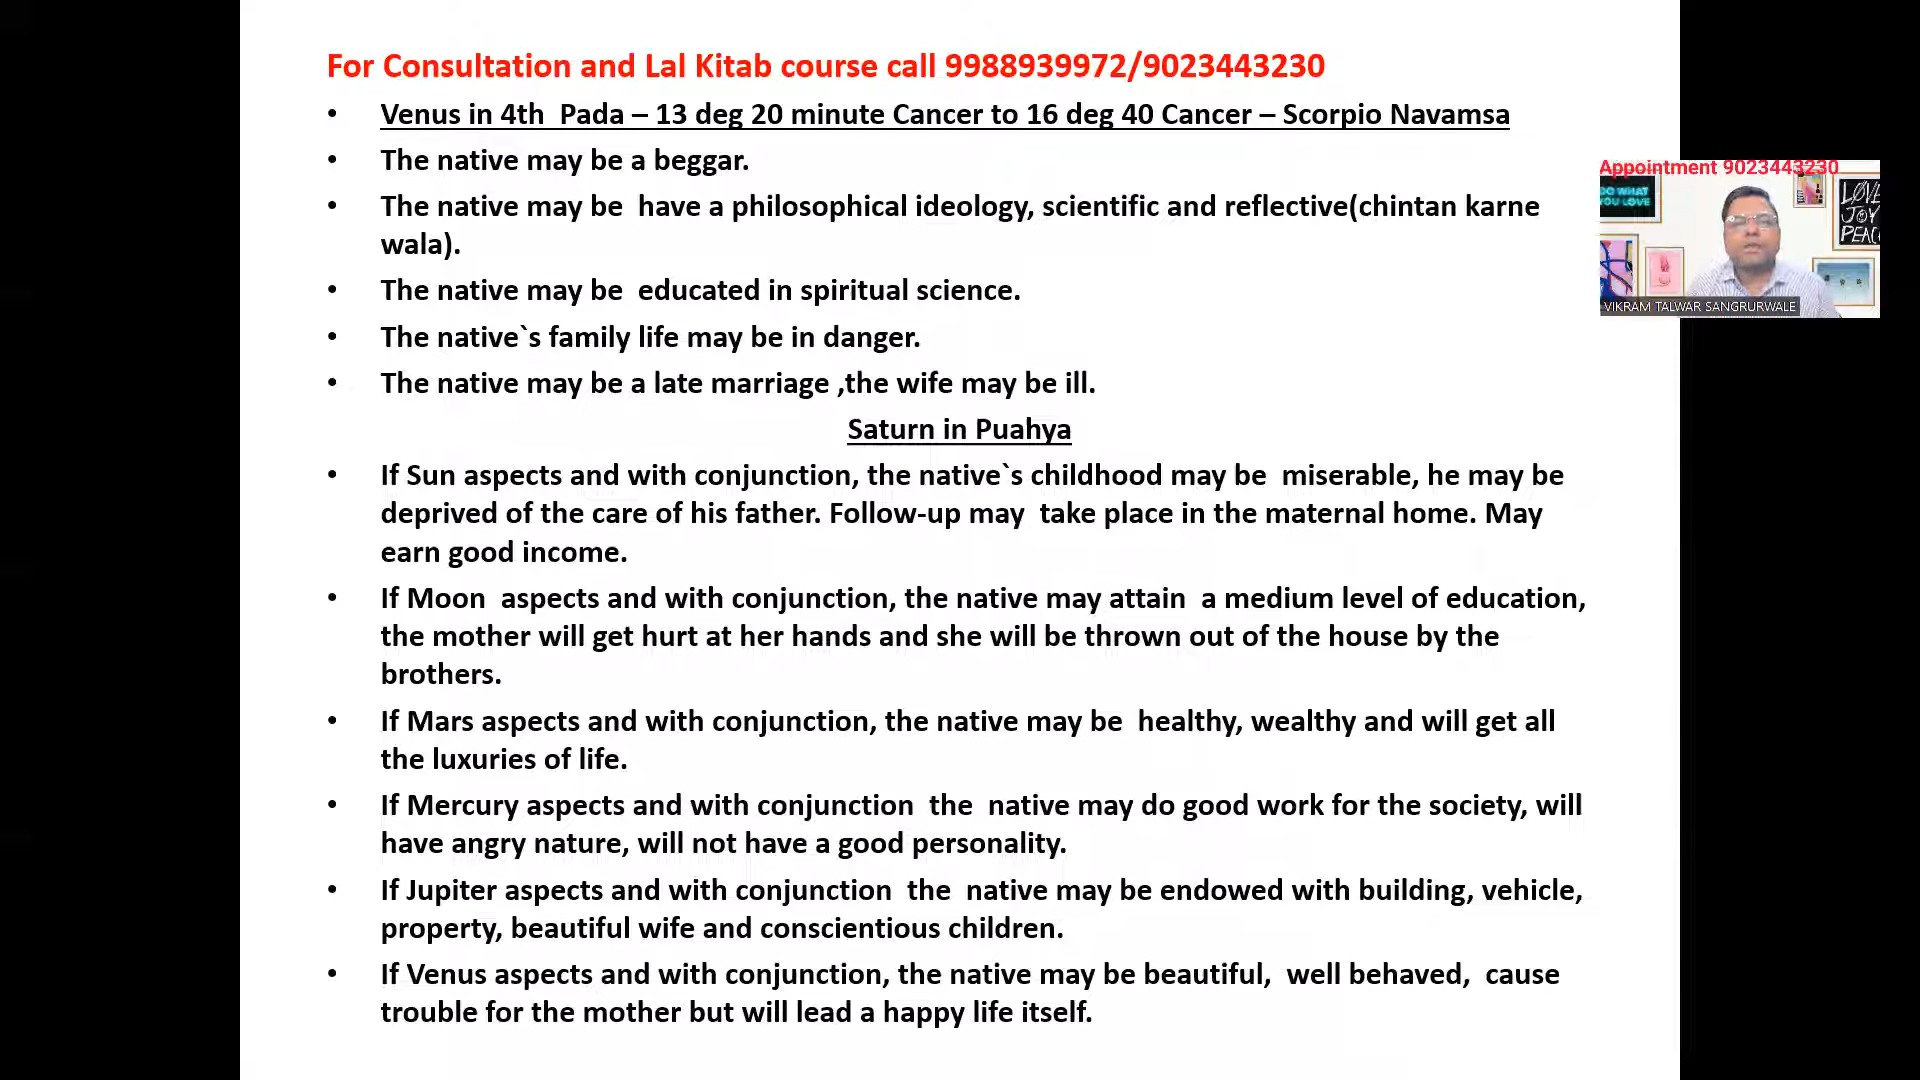 For Consultation and Lal Kitab course call 9988939972/9023443230
• Venus in 4th Pada – 13 deg 20 minute Cancer to 16 deg 40 Cancer – Scorpio Navamsa
• The native may be a beggar.
• The native may be have a philosophical ideology, scientific and reflective(chintan karne
wala).
• The native may be educated in spiritual science.
• The native`s family life may be in danger.
• The native may be a late marriage ,the wife may be ill.
Saturn in Puahya
• If Sun aspects and with conjunction, the native`s childhood may be miserable, he may be
deprived of the care of his father. Follow-up may take place in the maternal home. May
earn good income.
• If Moon aspects and with conjunction, the native may attain a medium level of education,
the mother will get hurt at her hands and she will be thrown out of the house by the
brothers.
• If Mars aspects and with conjunction, the native may be healthy, wealthy and will get all
the luxuries of life.
• If Mercury aspects and with conjunction the native may do good work for the society, will
have angry nature, will not have a good personality.
• If Jupiter aspects and with conjunction the native may be endowed with building, vehicle,
property, beautiful wife and conscientious children.
• If Venus aspects and with conjunction, the native may be beautiful, well behaved, cause
trouble for the mother but will lead a happy life itself.
Appointment 9023443230
DO WHAT
YOU LOVE
LOVE
JOY
PEAC
VIKRAM TALWAR SANGRURWALE